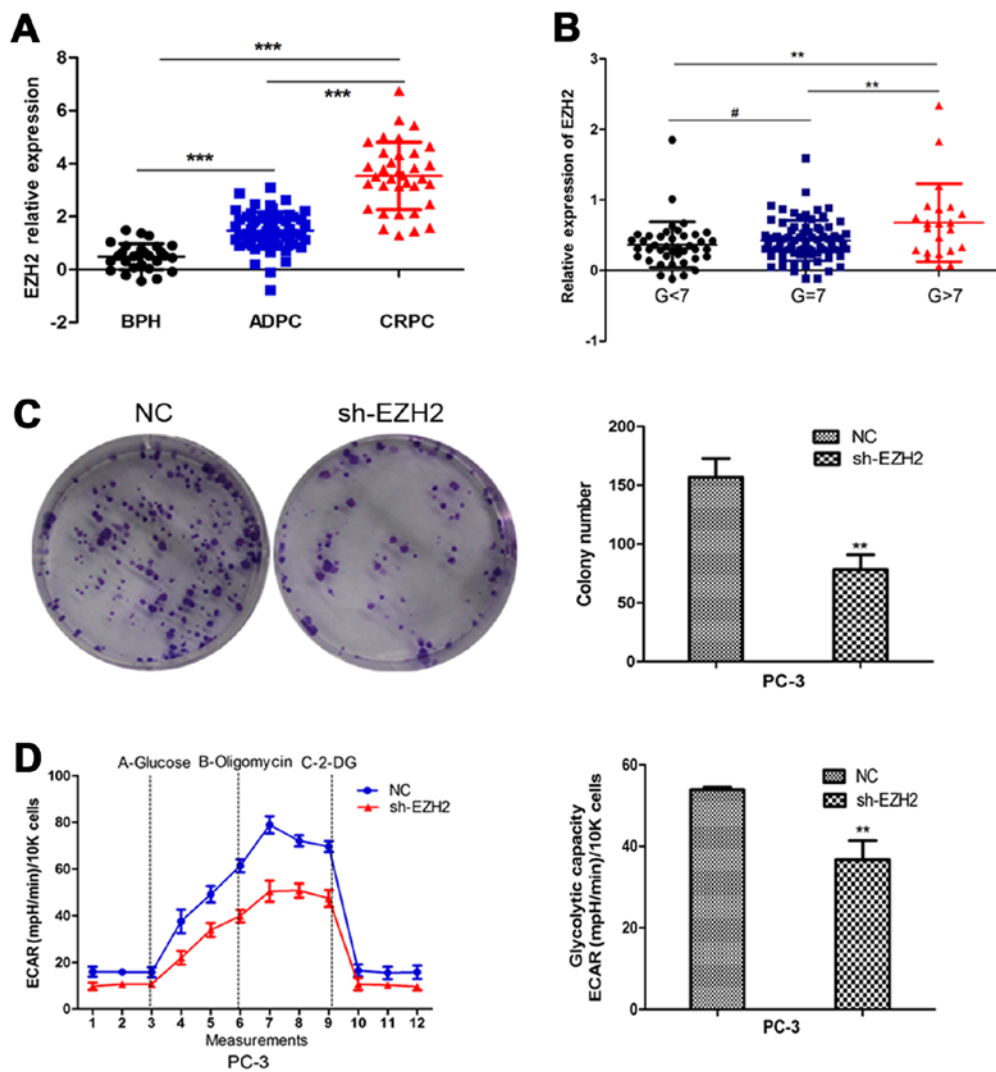 A
EZH2 relative expression
8
6
4
2
0
-2
***
***
***
BPH ADPC CRPC
B
Relative expression of EZH2
3
2
1
0
-1
**
**
#
G<7 G=7 G>7
C
NC sh-EZH2
Colony number
200
150
100
50
0
NC
sh-EZH2
**
PC-3
D
A-Glucose B-Oligomycin C-2-DG
ECAR (mpH/min)/10K cells
100
80
60
40
20
0
NC
sh-EZH2
1 2 3 4 5 6 7 8 9 10 11 12
Measurements
PC-3
Glycolytic capacity
ECAR (mpH/min)/10K cells
60
40
20
0
NC
sh-EZH2
**
PC-3